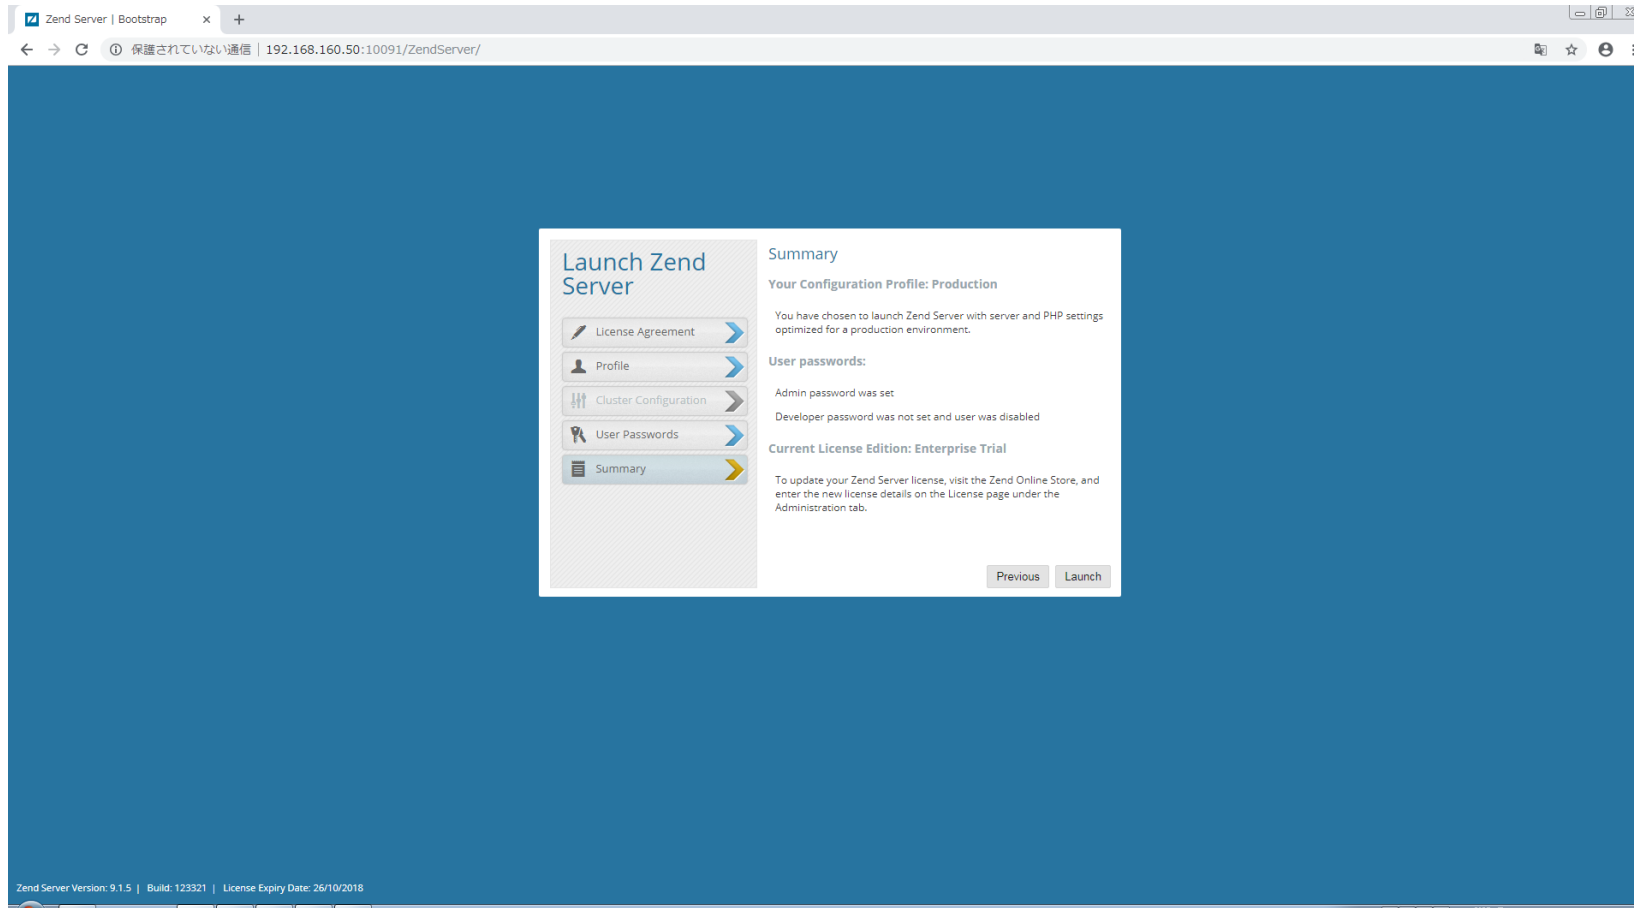 Zend Server | Bootstrap
保護されていない通信 | 192.168.160.50:10091/ZendServer/
Launch Zend
Server
License Agreement
Profile
Cluster Configuration
User Passwords
Summary
Summary
Your Configuration Profile: Production
You have chosen to launch Zend Server with server and PHP settings
optimized for a production environment.
User passwords:
Admin password was set
Developer password was not set and user was disabled
Current License Edition: Enterprise Trial
To update your Zend Server license, visit the Zend Online Store, and
enter the new license details on the License page under the
Administration tab.
Previous Launch
Zend Server Version: 9.1.5 | Build: 123321 | License Expiry Date: 26/10/2018